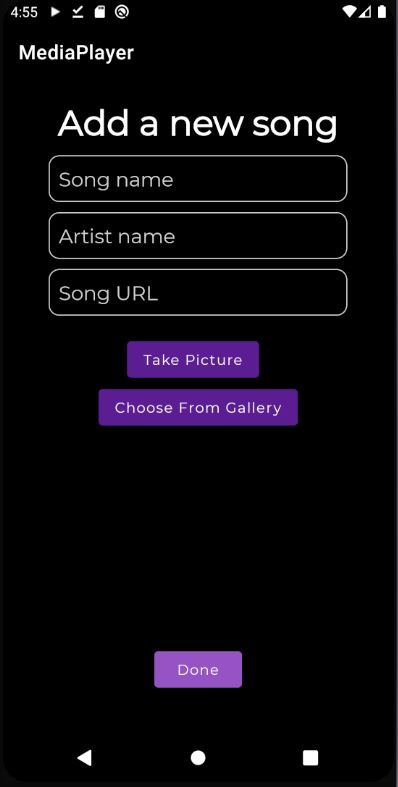 4:55
MediaPlayer
Add a new song
Song name
Artist name
Song URL
Take Picture
Choose From Gallery
Done